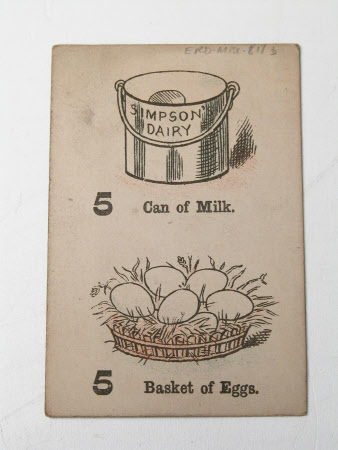 SIMPSON'
DAIRY
5 Can of Milk.
5 Basket of Eggs.